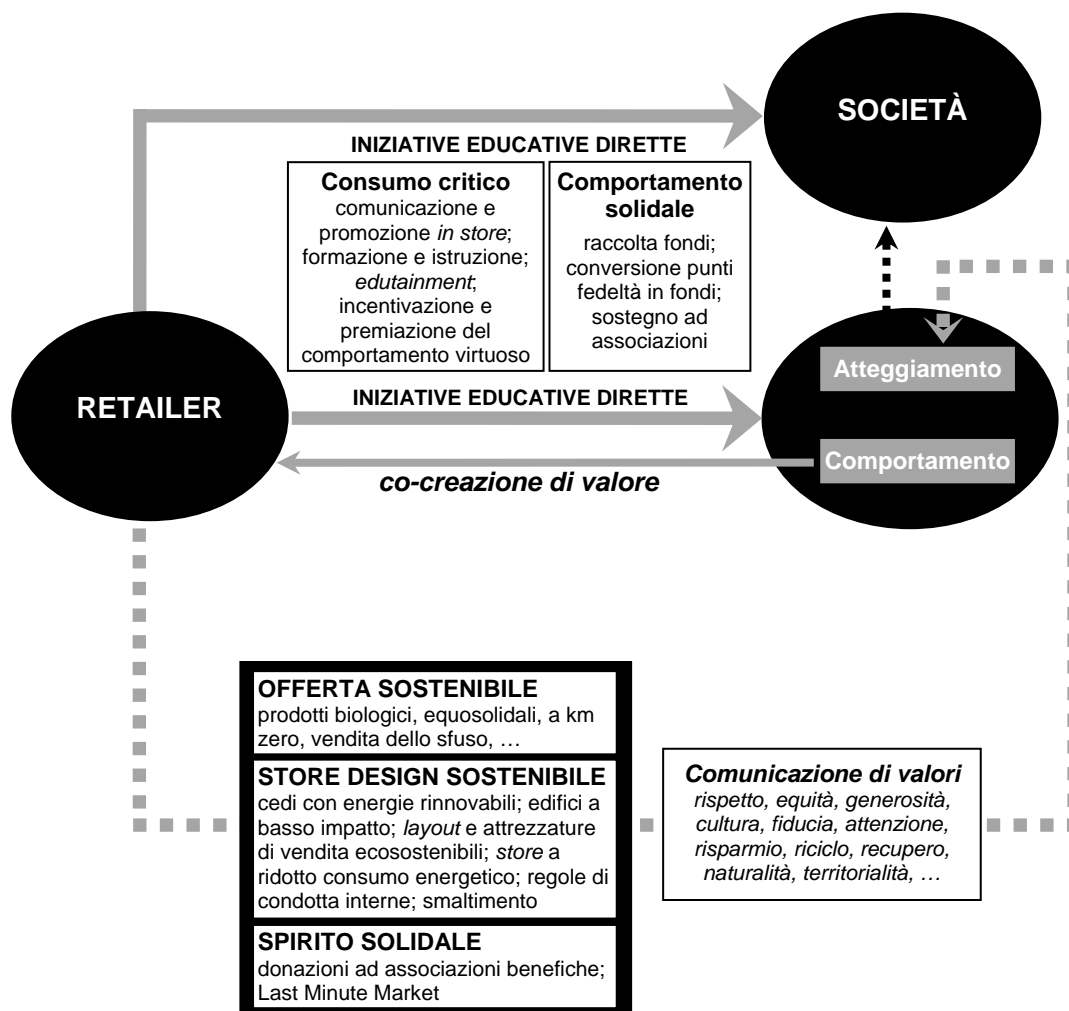 SOCIETÀ
INIZIATIVE EDUCATIVE DIRETTE
Consumo critico
comunicazione e
promozione in store;
formazione e istruzione;
edutainment;
incentivazione e
premiazione del
comportamento virtuoso
Comportamento
solidale
raccolta fondi;
conversione punti
fedeltà in fondi;
sostegno ad
associazioni
RETAILER
INIZIATIVE EDUCATIVE DIRETTE
Atteggiamento
Comportamento
co-creazione di valore
OFFERTA SOSTENIBILE
prodotti biologici, equosolidali, a km
zero, vendita dello sfuso, …
STORE DESIGN SOSTENIBILE
cedi con energie rinnovabili; edifici a
basso impatto; layout e attrezzature
di vendita ecosostenibili; store a
ridotto consumo energetico; regole di
condotta interne; smaltimento
SPIRITO SOLIDALE
donazioni ad associazioni benefiche;
Last Minute Market
Comunicazione di valori
rispetto, equità, generosità,
cultura, fiducia, attenzione,
risparmio, riciclo, recupero,
naturalità, territorialità, …